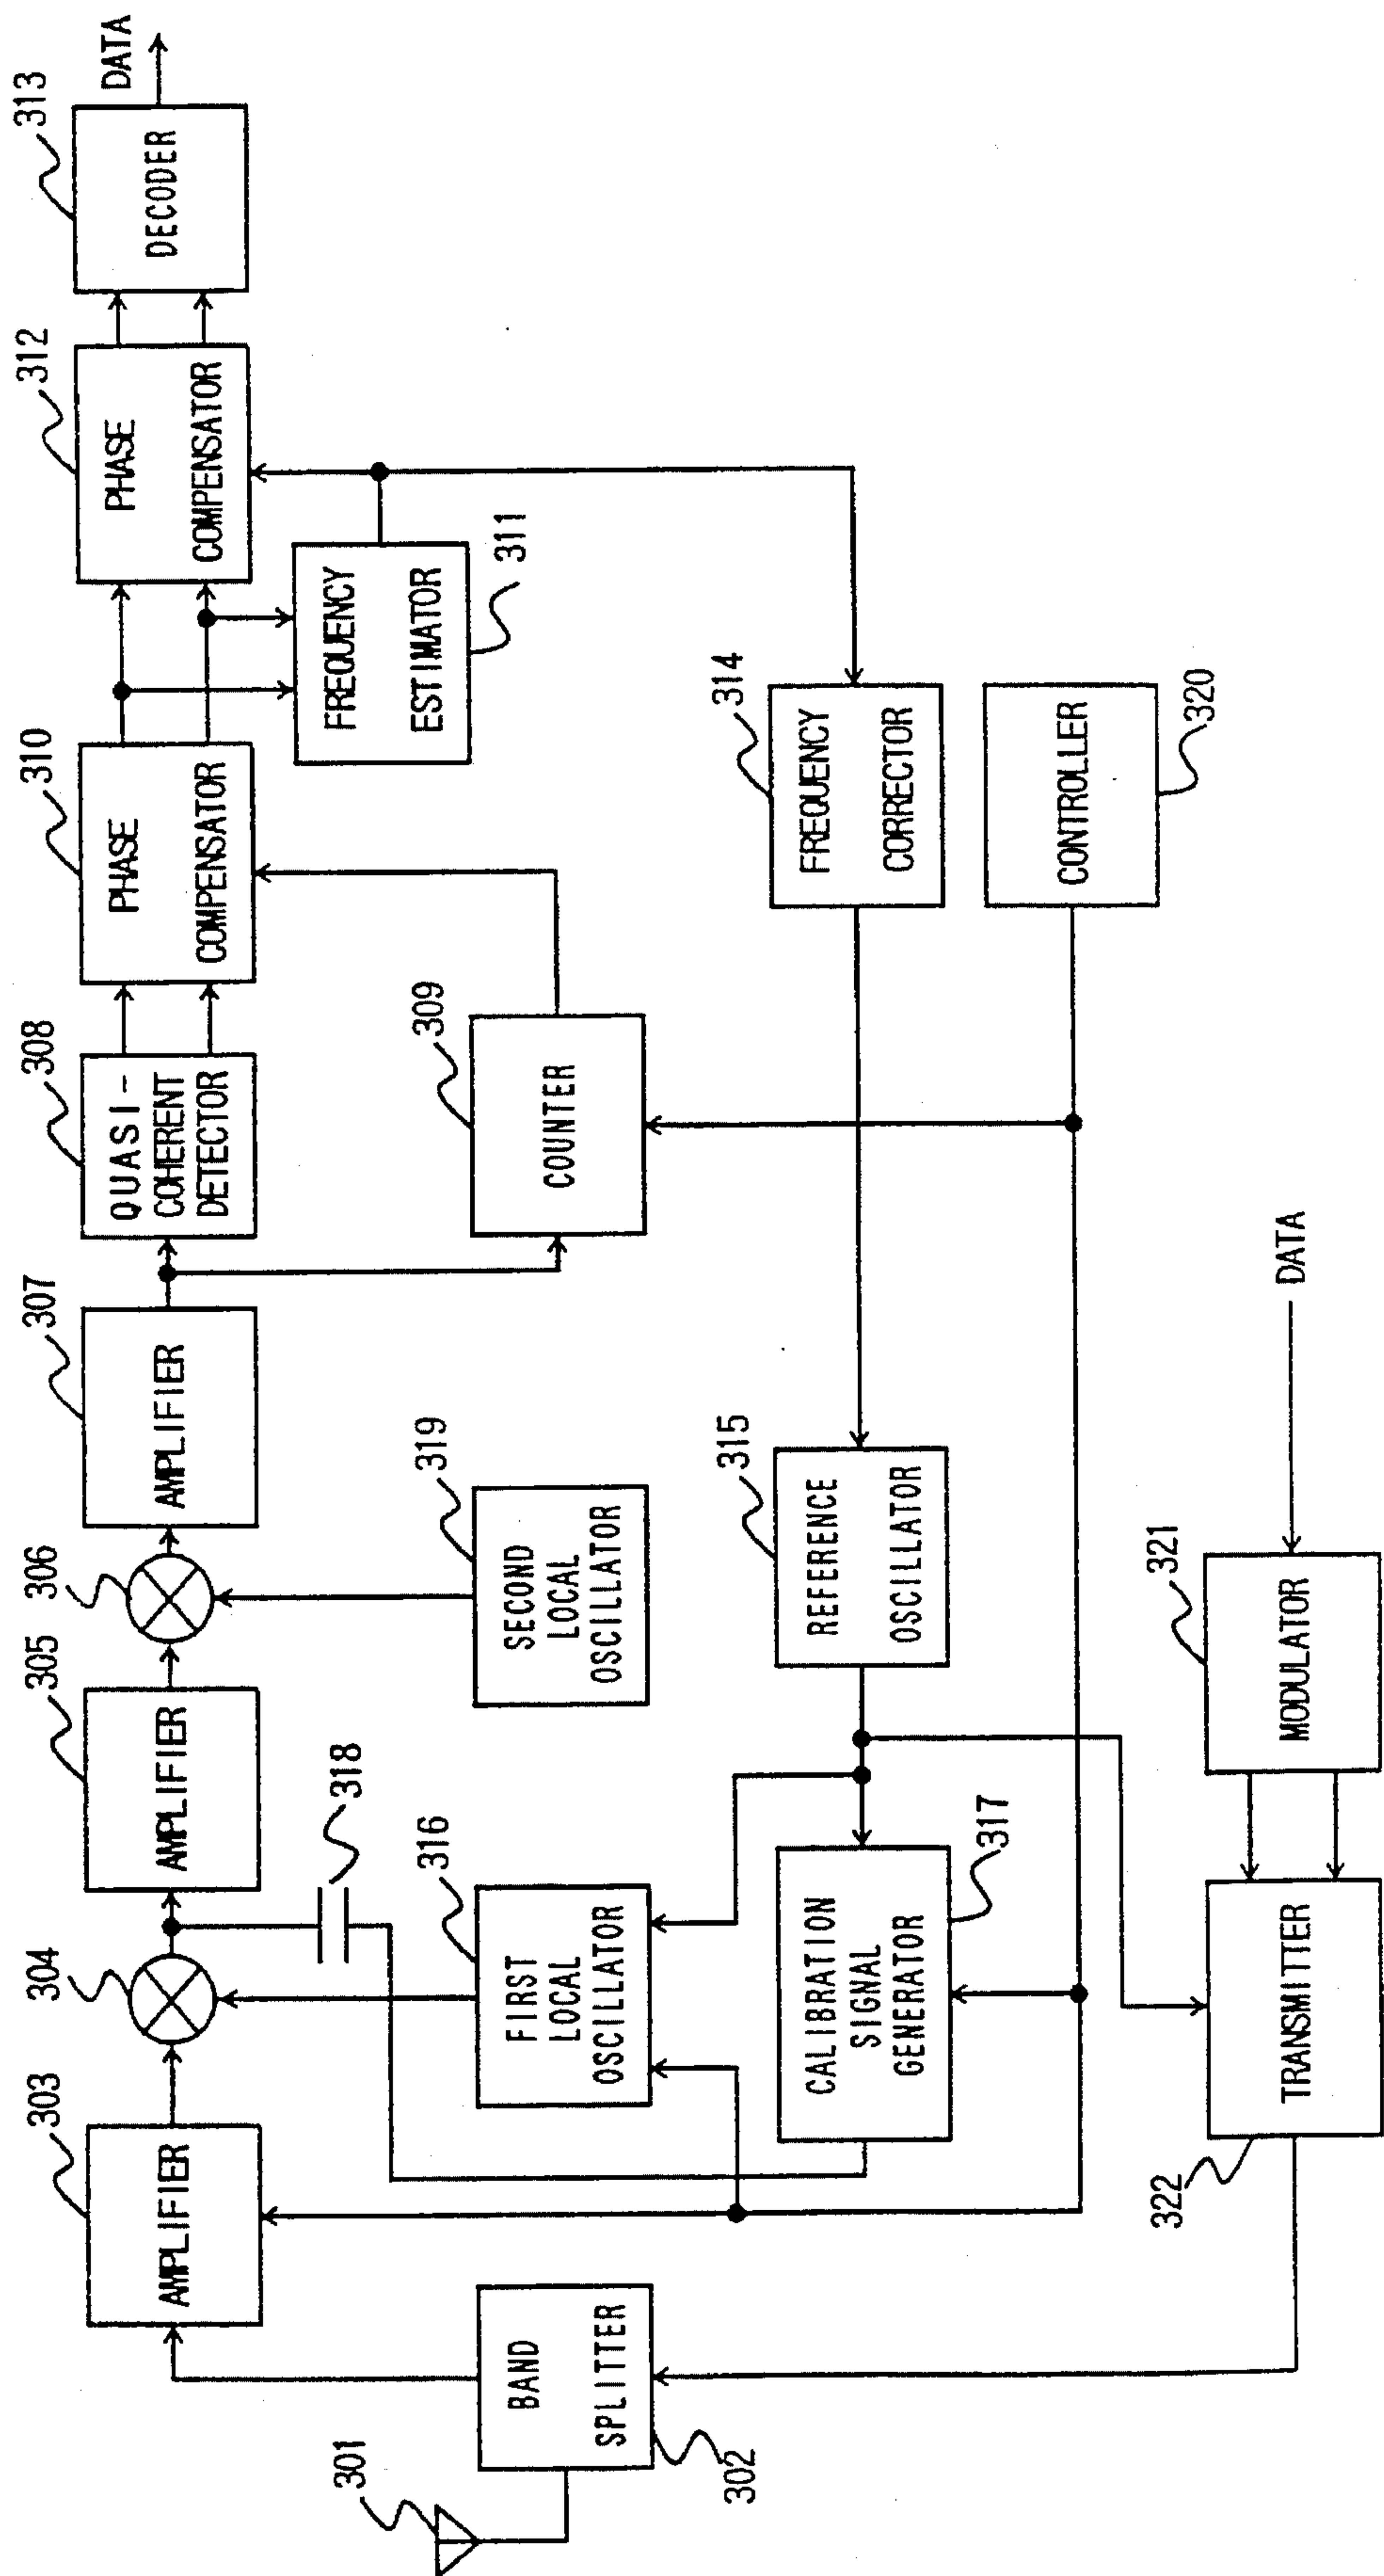 301
BAND
SPLITTER
302
303
AMPLIFIER
304
305
AMPLIFIER
306
307
AMPLIFIER
308
QUASI-
COHERENT
DETECTOR
310
PHASE
COMPENSATOR
312
PHASE
COMPENSATOR
313
DECODER
DATA
318
316
FIRST
LOCAL
OSCILLATOR
319
SECOND
LOCAL
OSCILLATOR
309
COUNTER
FREQUENCY
ESTIMATOR
311
CALIBRATION
SIGNAL
GENERATOR
317
315
REFERENCE
OSCILLATOR
314
FREQUENCY
CORRECTOR
CONTROLLER
320
322
TRANSMITTER
321
MODULATOR
DATA